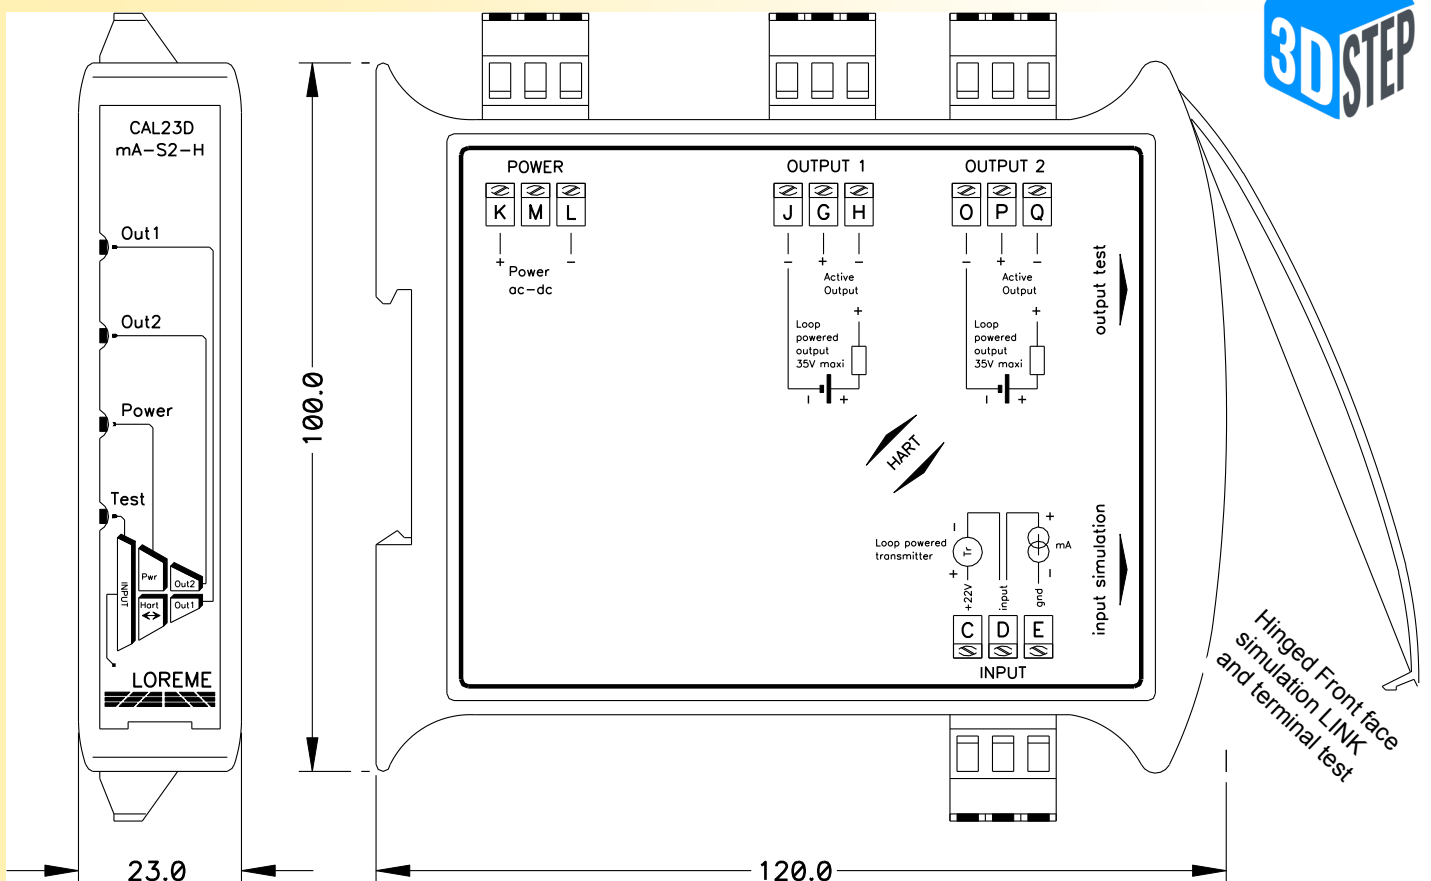 3D STEP
CAL23D
mA-S2-H
Out1
Out2
Power
Test
INPUT
Pwr
Out2
Hart
Out1
LOREME
23.0
100.0
120.0
POWER
K M L
+ -
Power
ac-dc
OUTPUT 1
J G H
- + -
Active
Output
+
Loop
powered
output
35V maxi
- +
OUTPUT 2
O P Q
- + -
Active
Output
+
Loop
powered
output
35V maxi
- +
output test
HART
input simulation
Loop powered
transmitter
- +
Tr
mA
+ -
+22V
input
gnd
C D E
INPUT
Hinged Front face
simulation LINK
and terminal test